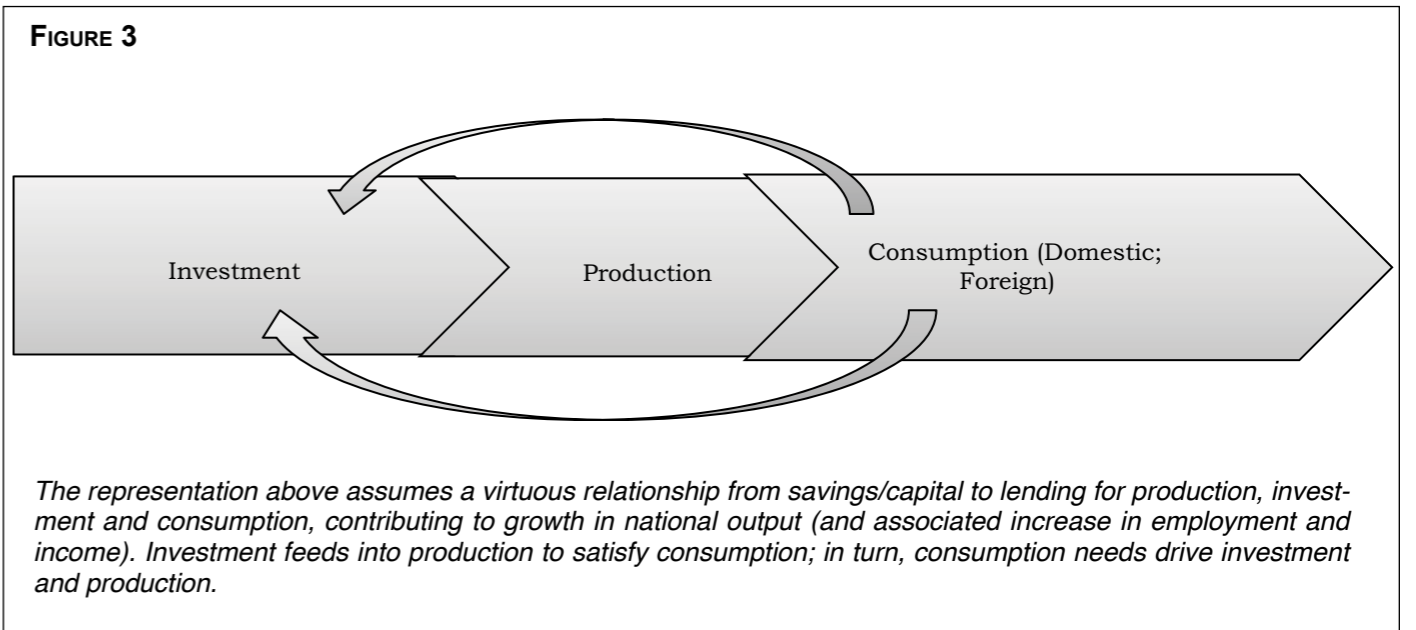 FIGURE 3
Investment
Production
Consumption (Domestic;
Foreign)
The representation above assumes a virtuous relationship from savings/capital to lending for production, invest-
ment and consumption, contributing to growth in national output (and associated increase in employment and
income). Investment feeds into production to satisfy consumption; in turn, consumption needs drive investment
and production.